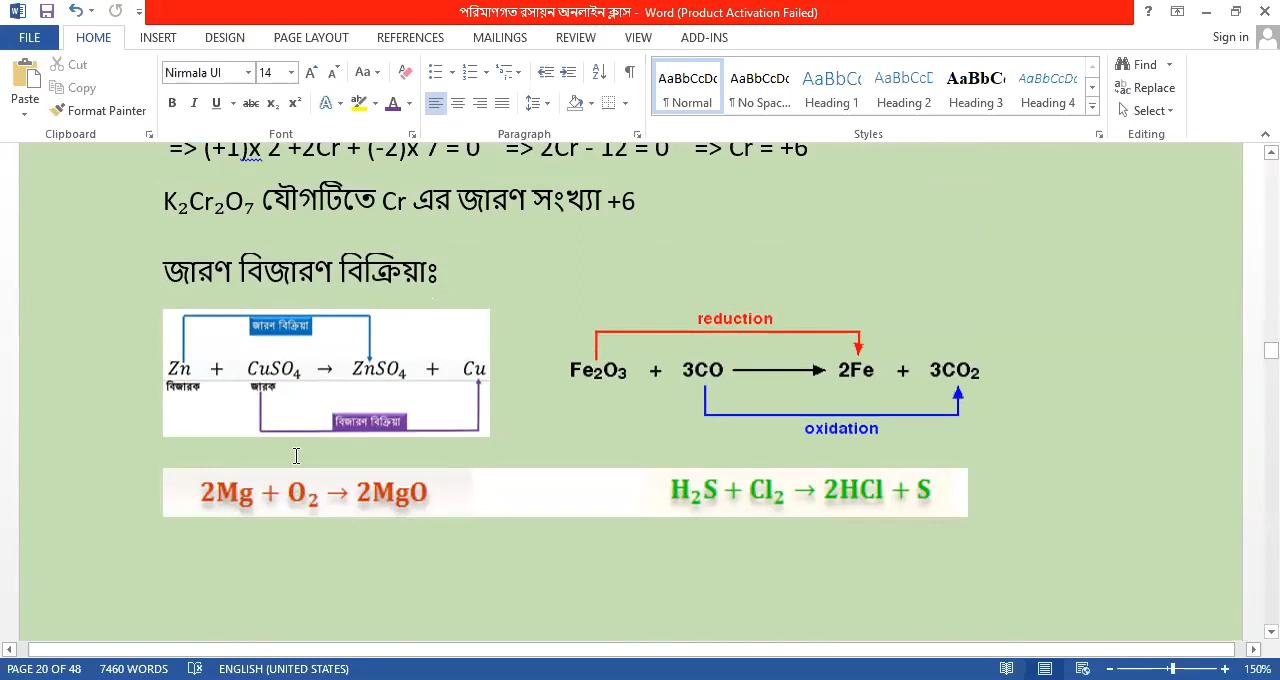 পরিমাণগত রসায়ন অনলাইন ক্লাস - Word (Product Activation Failed)
FILE HOME INSERT DESIGN PAGE LAYOUT REFERENCES MAILINGS REVIEW VIEW ADD-INS Sign in
Paste Cut Copy Format Painter
Nirmala UI 14
AaBbCcDc AaBbCcDc AaBbCc AaBbCcD AaBbC AaBbCcDc
¶ Normal ¶ No Spac... Heading 1 Heading 2 Heading 3 Heading 4
Find Replace Select
Clipboard Font Paragraph Styles Editing
=> (+1)x 2 +2Cr + (-2)x 7 = 0 => 2Cr - 12 = 0 => Cr = +6
K₂Cr₂O₇ যৌগটিতে Cr এর জারণ সংখ্যা +6
জারণ বিজারণ বিক্রিয়াঃ
জারণ বিক্রিয়া
Zn + CuSO₄ → ZnSO₄ + Cu
বিজারক জারক
বিজারণ বিক্রিয়া
reduction
Fe₂O₃ + 3CO → 2Fe + 3CO₂
oxidation
2Mg + O₂ → 2MgO
H₂S + Cl₂ → 2HCl + S
PAGE 20 OF 48 7460 WORDS ENGLISH (UNITED STATES) 150%